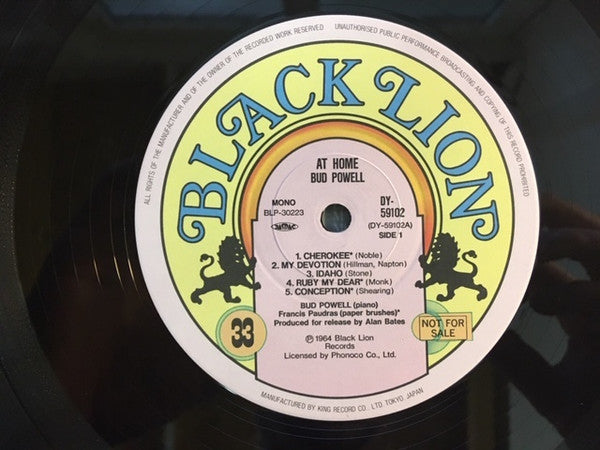 ALL RIGHTS OF THE MANUFACTURER AND OF THE OWNER OF THE RECORDED WORK RESERVED
UNAUTHORISED PUBLIC PERFORMANCE BROADCASTING AND COPYING OF THIS RECORD PROHIBITED
BLACK LION
AT HOME
BUD POWELL
MONO
BLP-30223
DY-
59102
(DY-59102A)
SIDE 1
1. CHEROKEE* (Noble)
2. MY DEVOTION (Hillman, Napton)
3. IDAHO (Stone)
4. RUBY MY DEAR* (Monk)
5. CONCEPTION* (Shearing)
BUD POWELL (piano)
Francis Paudras (paper brushes)*
Produced for release by Alan Bates
33
NOT FOR
SALE
℗ 1964 Black Lion
Records
Licensed by Phonoco Co., Ltd.
MANUFACTURED BY KING RECORD CO. LTD. TOKYO JAPAN